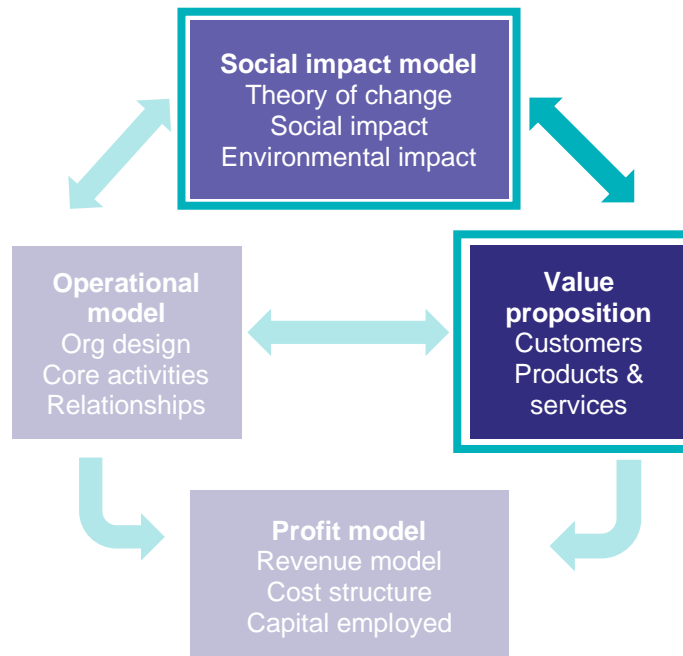 Social impact model
Theory of change
Social impact
Environmental impact
Operational
model
Org design
Core activities
Relationships
Value
proposition
Customers
Products &
services
Profit model
Revenue model
Cost structure
Capital employed